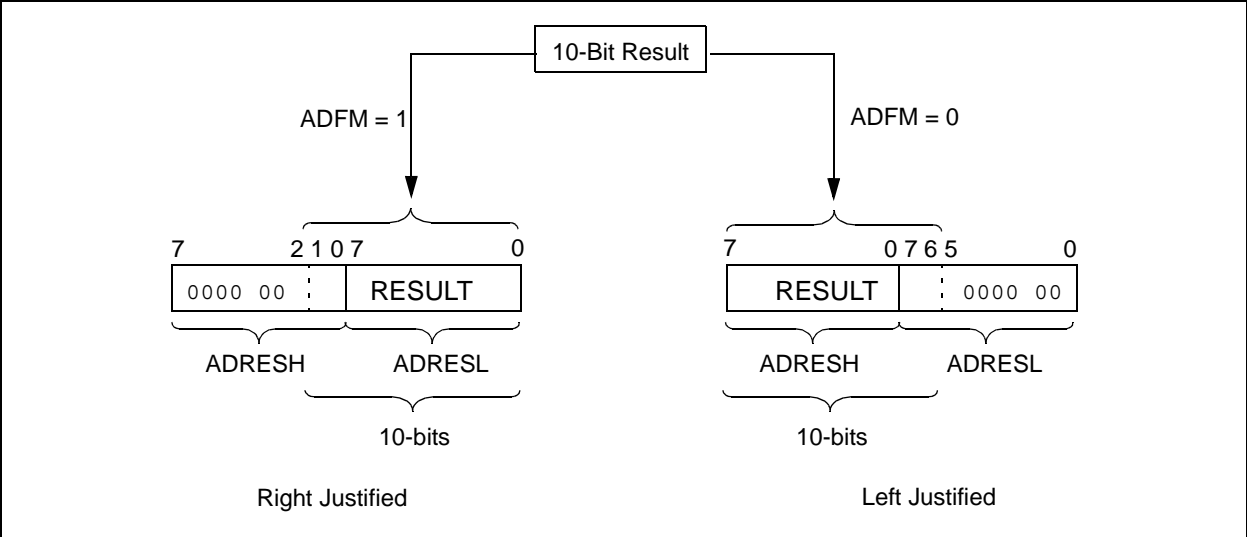 10-Bit Result
ADFM = 1
ADFM = 0
7 2 1 0 7 0
7 0 7 6 5 0
0000 00 RESULT
RESULT 0000 00
ADRESH ADRESL
ADRESH ADRESL
10-bits
10-bits
Right Justified
Left Justified